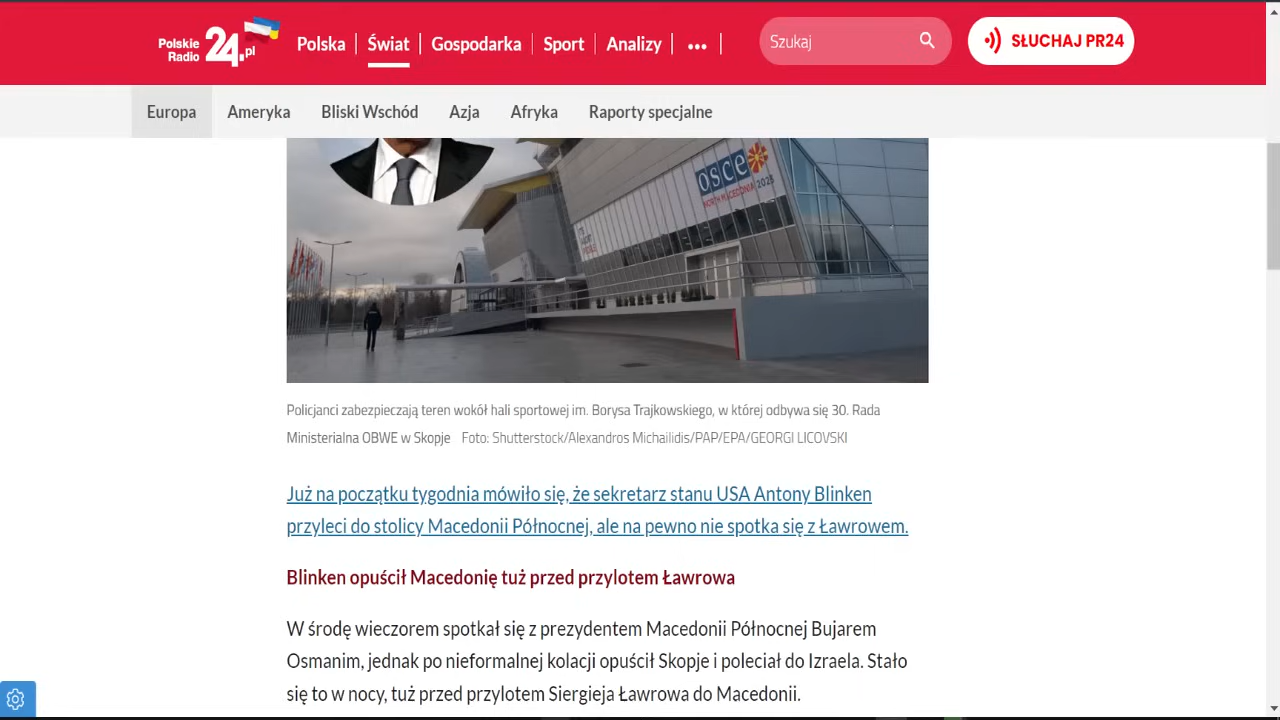 Polskie
Radio 24.pl
Polska Świat Gospodarka Sport Analizy ••• Szukaj SŁUCHAJ PR24
Europa Ameryka Bliski Wschód Azja Afryka Raporty specjalne
OSCE
NORTH MACEDONIA 2023
Policjanci zabezpieczają teren wokół hali sportowej im. Borysa Trajkowskiego, w której odbywa się 30. Rada
Ministerialna OBWE w Skopje Foto: Shutterstock/Alexandros Michailidis/PAP/EPA/GEORGI LICOVSKI
Już na początku tygodnia mówiło się, że sekretarz stanu USA Antony Blinken
przyleci do stolicy Macedonii Północnej, ale na pewno nie spotka się z Ławrowem.
Blinken opuścił Macedonię tuż przed przylotem Ławrowa
W środę wieczorem spotkał się z prezydentem Macedonii Północnej Bujarem
Osmanim, jednak po nieformalnej kolacji opuścił Skopje i poleciał do Izraela. Stało
się to w nocy, tuż przed przylotem Siergieja Ławrowa do Macedonii.